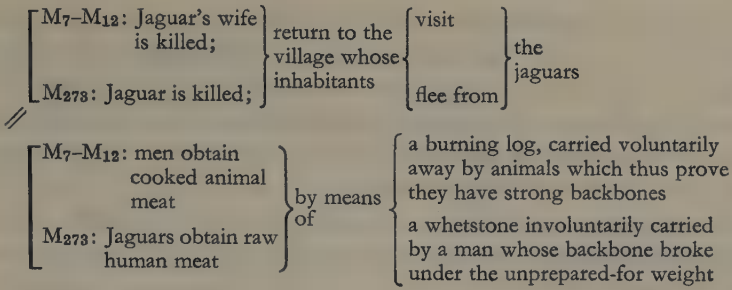 M7–M12: Jaguar's wife is killed;
M273: Jaguar is killed;
return to the village whose inhabitants
visit
flee from
the jaguars
//
M7–M12: men obtain cooked animal meat
M273: Jaguars obtain raw human meat
by means of
a burning log, carried voluntarily
away by animals which thus prove
they have strong backbones
a whetstone involuntarily carried
by a man whose backbone broke
under the unprepared-for weight